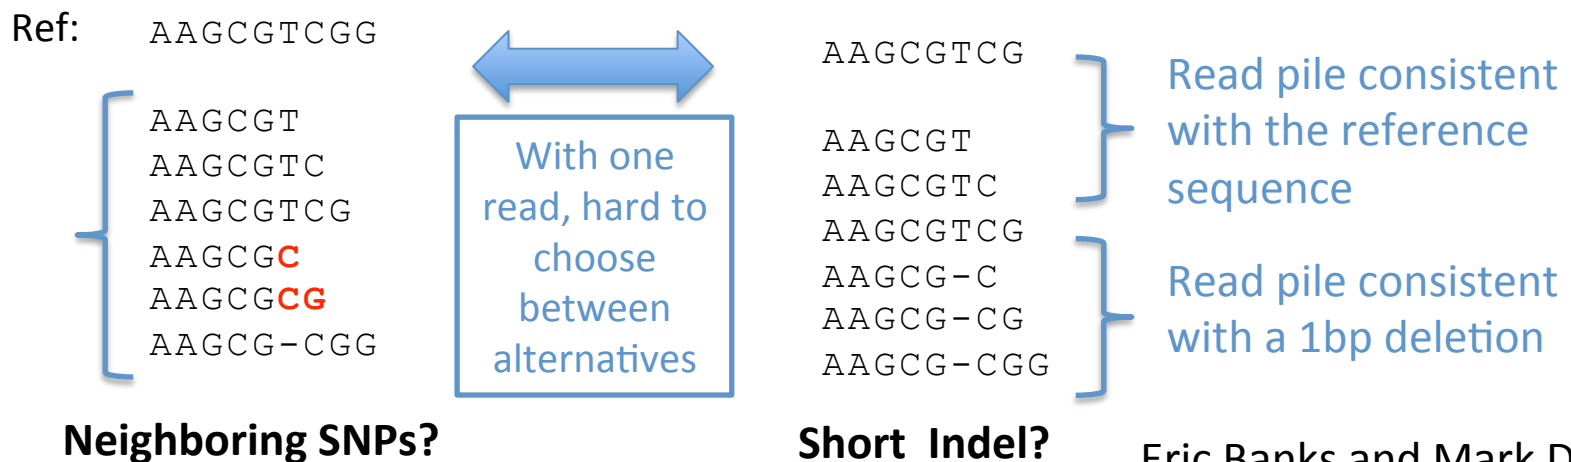 Ref: AAGCGTCGG
AAGCGT
AAGCGTC
AAGCGTCG
AAGCGC
AAGCGCG
AAGCG-CGG
Neighboring SNPs?
With one
read, hard to
choose
between
alternatives
AAGCGTCG
AAGCGT
AAGCGTC
AAGCGTCG
AAGCG-C
AAGCG-CG
AAGCG-CGG
Short Indel?
Read pile consistent
with the reference
sequence
Read pile consistent
with a 1bp deletion
Eric Banks and Mark D